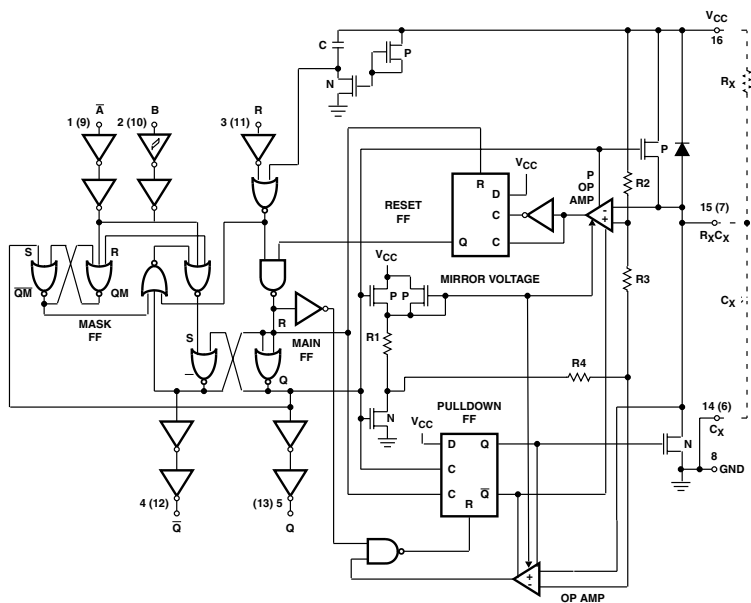 VCC
16
C
P
N
RX
A
B
R
1 (9)
2 (10)
3 (11)
P
VCC
R
D
P
OP
AMP
R2
RESET
FF
C
-
+
15 (7)
Q
C
RXCX
S
R
VCC
MIRROR VOLTAGE
R3
QM
QM
P
P
CX
MASK
FF
R
R1
S
MAIN
FF
R4
Q
N
PULLDOWN
FF
14 (6)
CX
VCC
D
Q
N
8
GND
C
C
Q
R
4 (12)
(13) 5
Q
Q
+
-
OP AMP